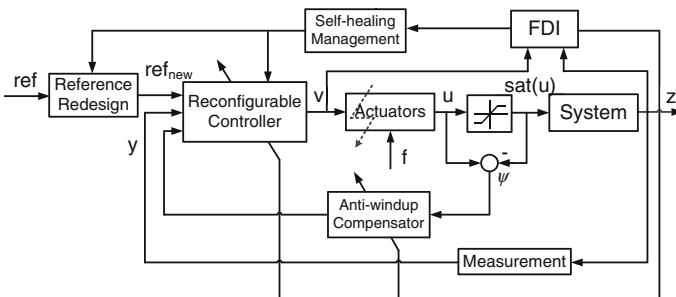 Self-healing
Management
FDI
ref
Reference
Redesign
ref_new
Reconfigurable
Controller
v
Actuators
u
sat(u)
System
z
y
f
-
ψ
Anti-windup
Compensator
Measurement